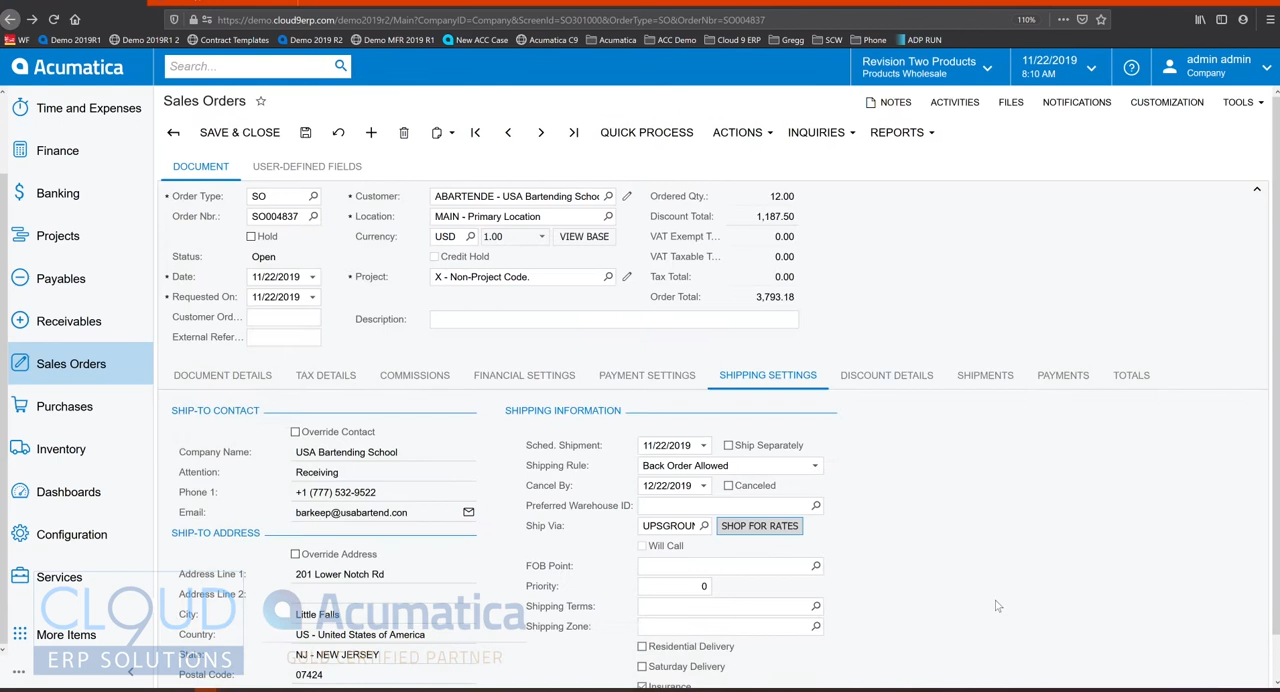 https://demo.cloud9erp.com/demo2019r2/Main?CompanyID=Company&ScreenId=SO301000&OrderType=SO&OrderNbr=SO004837
110%
WF Demo 2019R1 Demo 2019R1 2 Contract Templates Demo 2019 R2 Demo MFR 2019 R1 New ACC Case Acumatica C9 Acumatica ACC Demo Cloud 9 ERP Gregg SCW Phone ADP RUN
Acumatica
Search...
Revision Two Products
Products Wholesale
11/22/2019
8:10 AM
admin admin
Company
Time and Expenses
Finance
Banking
Projects
Payables
Receivables
Sales Orders
Purchases
Inventory
Dashboards
Configuration
Services
More Items
Sales Orders
NOTES ACTIVITIES FILES NOTIFICATIONS CUSTOMIZATION TOOLS
SAVE & CLOSE QUICK PROCESS ACTIONS INQUIRIES REPORTS
DOCUMENT USER-DEFINED FIELDS
Order Type: SO
Order Nbr.: SO004837
Hold
Status: Open
Date: 11/22/2019
Requested On: 11/22/2019
Customer Ord...
External Refer...
Customer: ABARTENDE - USA Bartending Schoo
Location: MAIN - Primary Location
Currency: USD 1.00 VIEW BASE
Credit Hold
Project: X - Non-Project Code.
Description:
Ordered Qty.: 12.00
Discount Total: 1,187.50
VAT Exempt T... 0.00
VAT Taxable T... 0.00
Tax Total: 0.00
Order Total: 3,793.18
DOCUMENT DETAILS TAX DETAILS COMMISSIONS FINANCIAL SETTINGS PAYMENT SETTINGS SHIPPING SETTINGS DISCOUNT DETAILS SHIPMENTS PAYMENTS TOTALS
SHIP-TO CONTACT
Override Contact
Company Name: USA Bartending School
Attention: Receiving
Phone 1: +1 (777) 532-9522
Email: barkeep@usabartend.con
SHIP-TO ADDRESS
Override Address
Address Line 1: 201 Lower Notch Rd
Address Line 2:
City: Little Falls
Country: US - United States of America
State: NJ - NEW JERSEY
Postal Code: 07424
SHIPPING INFORMATION
Sched. Shipment: 11/22/2019 Ship Separately
Shipping Rule: Back Order Allowed
Cancel By: 12/22/2019 Canceled
Preferred Warehouse ID:
Ship Via: UPSGROUN SHOP FOR RATES
Will Call
FOB Point:
Priority: 0
Shipping Terms:
Shipping Zone:
Residential Delivery
Saturday Delivery
Insurance
CLOUD9
ERP SOLUTIONS
Acumatica
GOLD CERTIFIED PARTNER